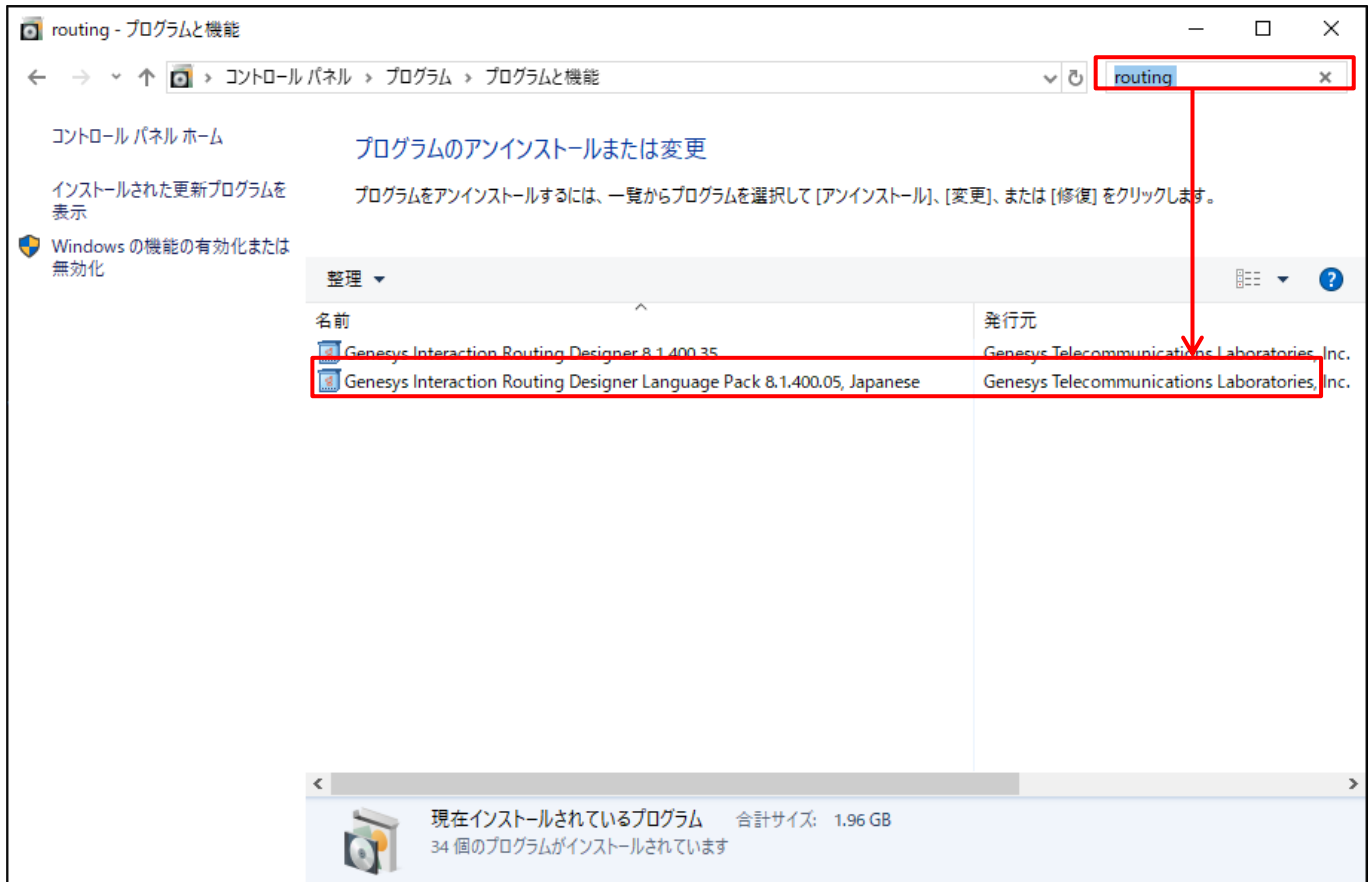 routing - プログラムと機能
コントロール パネル › プログラム › プログラムと機能
routing
コントロール パネル ホーム
インストールされた更新プログラムを
表示
Windows の機能の有効化または
無効化
プログラムのアンインストールまたは変更
プログラムをアンインストールするには、一覧からプログラムを選択して [アンインストール]、[変更]、または [修復] をクリックします。
整理
名前 発行元
Genesys Interaction Routing Designer 8.1.400.35 Genesys Telecommunications Laboratories, Inc.
Genesys Interaction Routing Designer Language Pack 8.1.400.05, Japanese Genesys Telecommunications Laboratories, Inc.
現在インストールされているプログラム 合計サイズ: 1.96 GB
34 個のプログラムがインストールされています